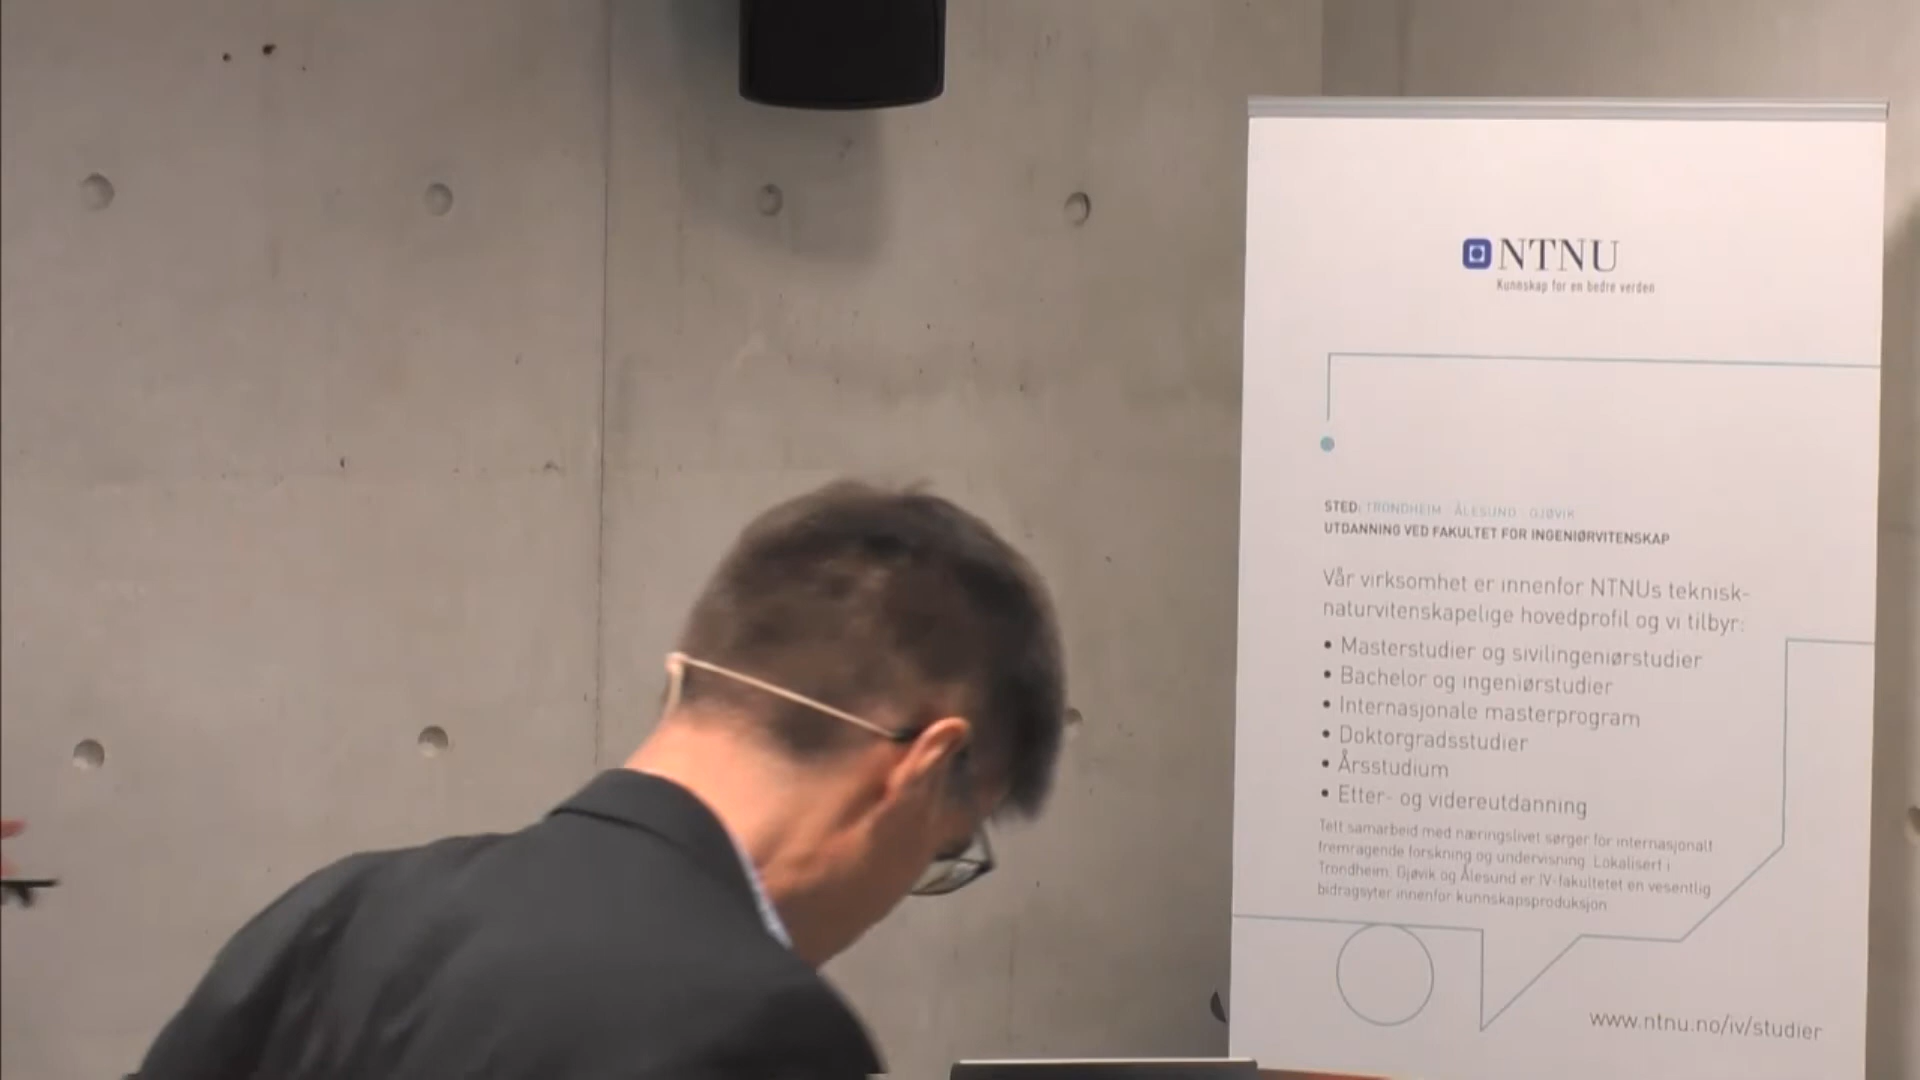 NTNU
Kunnskap for en bedre verden
STED: TRONDHEIM · ÅLESUND · GJØVIK
UTDANNING VED FAKULTET FOR INGENIØRVITENSKAP
Vår virksomhet er innenfor NTNUs teknisk-
naturvitenskapelige hovedprofil og vi tilbyr:
• Masterstudier og sivilingeniørstudier
• Bachelor og ingeniørstudier
• Internasjonale masterprogram
• Doktorgradsstudier
• Årsstudium
• Etter- og videreutdanning
Tett samarbeid med næringslivet sørger for internasjonalt
fremragende forskning og undervisning. Lokalisert i
Trondheim, Gjøvik og Ålesund er IV-fakultetet en vesentlig
bidragsyter innenfor kunnskapsproduksjon
www.ntnu.no/iv/studier